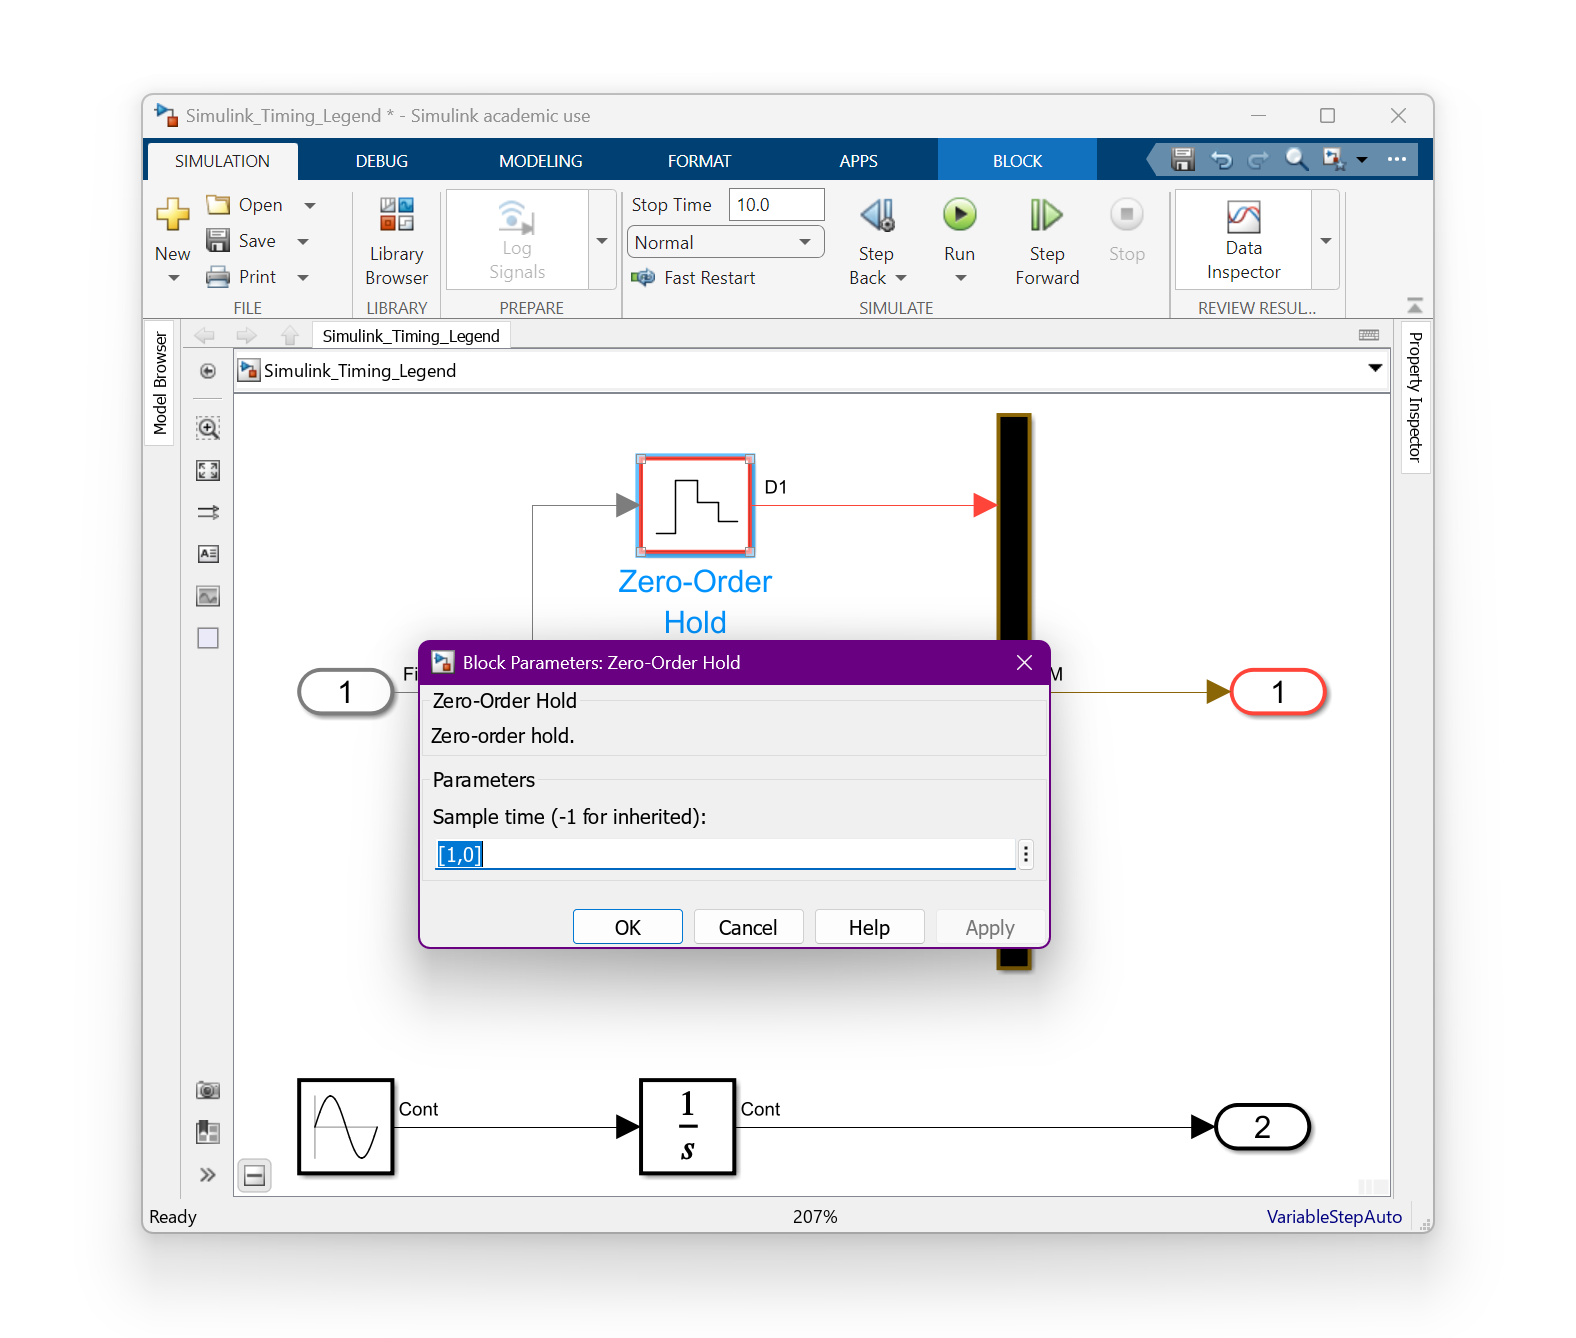 Simulink_Timing_Legend * - Simulink academic use
SIMULATION DEBUG MODELING FORMAT APPS BLOCK
New
Open
Save
Print
FILE
Library
Browser
LIBRARY
Log
Signals
PREPARE
Stop Time 10.0
Normal
Fast Restart
Step
Back
Run
Step
Forward
Stop
SIMULATE
Data
Inspector
REVIEW RESUL...
Model Browser
Simulink_Timing_Legend
Simulink_Timing_Legend
Property Inspector
D1
Zero-Order
Hold
1
Fi
M
1
Block Parameters: Zero-Order Hold
Zero-Order Hold
Zero-order hold.
Parameters
Sample time (-1 for inherited):
[1,0]
OK Cancel Help Apply
Cont
1
s
Cont
2
Ready 207% VariableStepAuto